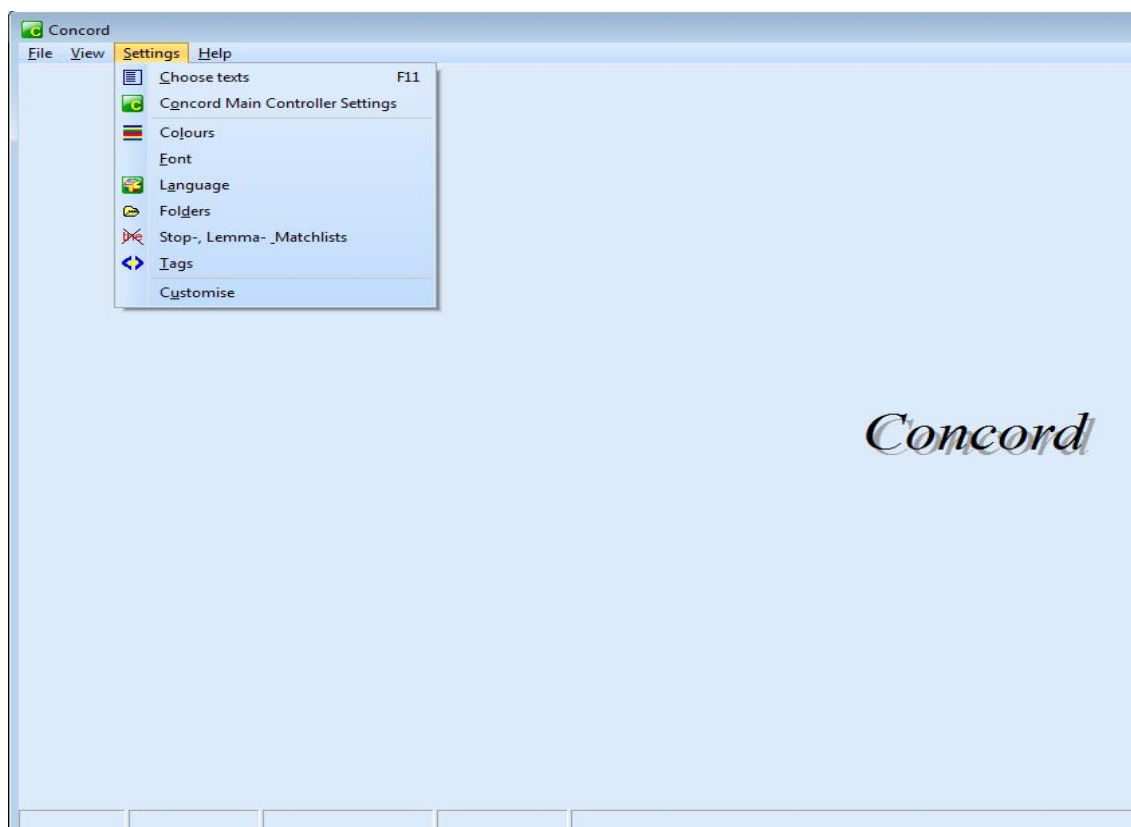 Concord
File View Settings Help
Choose texts F11
Concord Main Controller Settings
Colours
Font
Language
Folders
Stop-, Lemma- _Matchlists
Tags
Customise
Concord